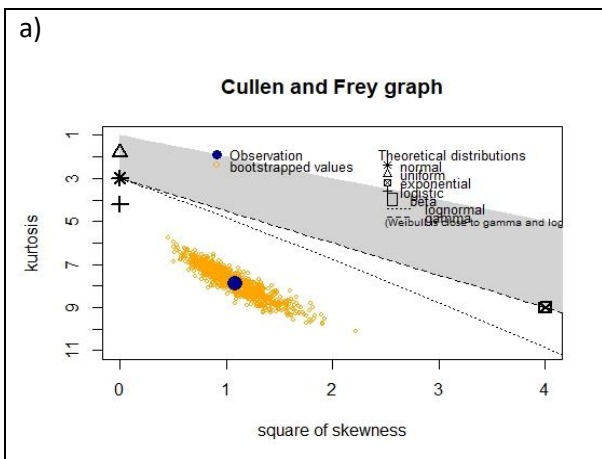 a)
Cullen and Frey graph
Observation
bootstrapped values
Theoretical distributions
normal
uniform
exponential
logistic
beta
lognormal
gamma
(Weibull is close to gamma and log
kurtosis
1
3
5
7
9
11
0
1
2
3
4
square of skewness